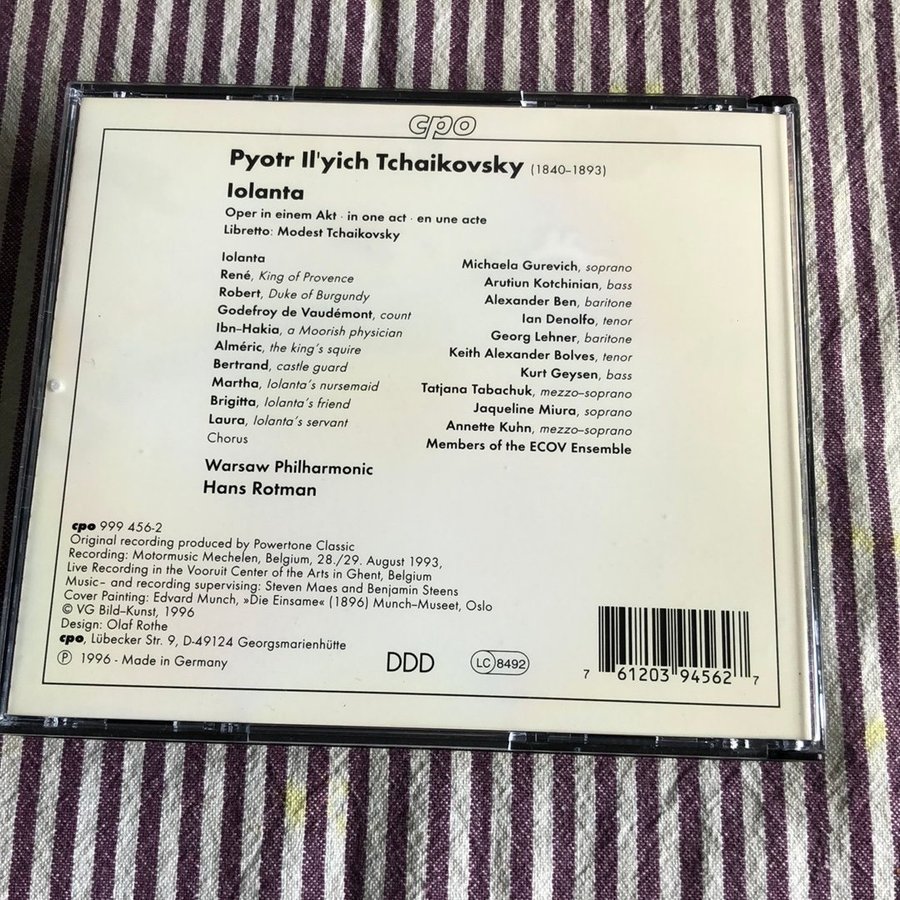 cpo
Pyotr Il'yich Tchaikovsky (1840–1893)
Iolanta
Oper in einem Akt · in one act · en une acte
Libretto: Modest Tchaikovsky
Iolanta Michaela Gurevich, soprano
René, King of Provence Arutiun Kotchinian, bass
Robert, Duke of Burgundy Alexander Ben, baritone
Godefroy de Vaudémont, count Ian Denolfo, tenor
Ibn–Hakia, a Moorish physician Georg Lehner, baritone
Alméric, the king's squire Keith Alexander Bolves, tenor
Bertrand, castle guard Kurt Geysen, bass
Martha, Iolanta's nursemaid Tatjana Tabachuk, mezzo–soprano
Brigitta, Iolanta's friend Jaqueline Miura, soprano
Laura, Iolanta's servant Annette Kuhn, mezzo–soprano
Chorus Members of the ECOV Ensemble
Warsaw Philharmonic
Hans Rotman
cpo 999 456-2
Original recording produced by Powertone Classic
Recording: Motormusic Mechelen, Belgium, 28./29. August 1993,
Live Recording in the Vooruit Center of the Arts in Ghent, Belgium
Music– and recording supervising: Steven Maes and Benjamin Steens
Cover Painting: Edvard Munch, »Die Einsame« (1896) Munch–Museet, Oslo
© VG Bild–Kunst, 1996
Design: Olaf Rothe
cpo, Lübecker Str. 9, D-49124 Georgsmarienhütte
℗ 1996 - Made in Germany
DDD
LC 8492
7 61203 94562 7